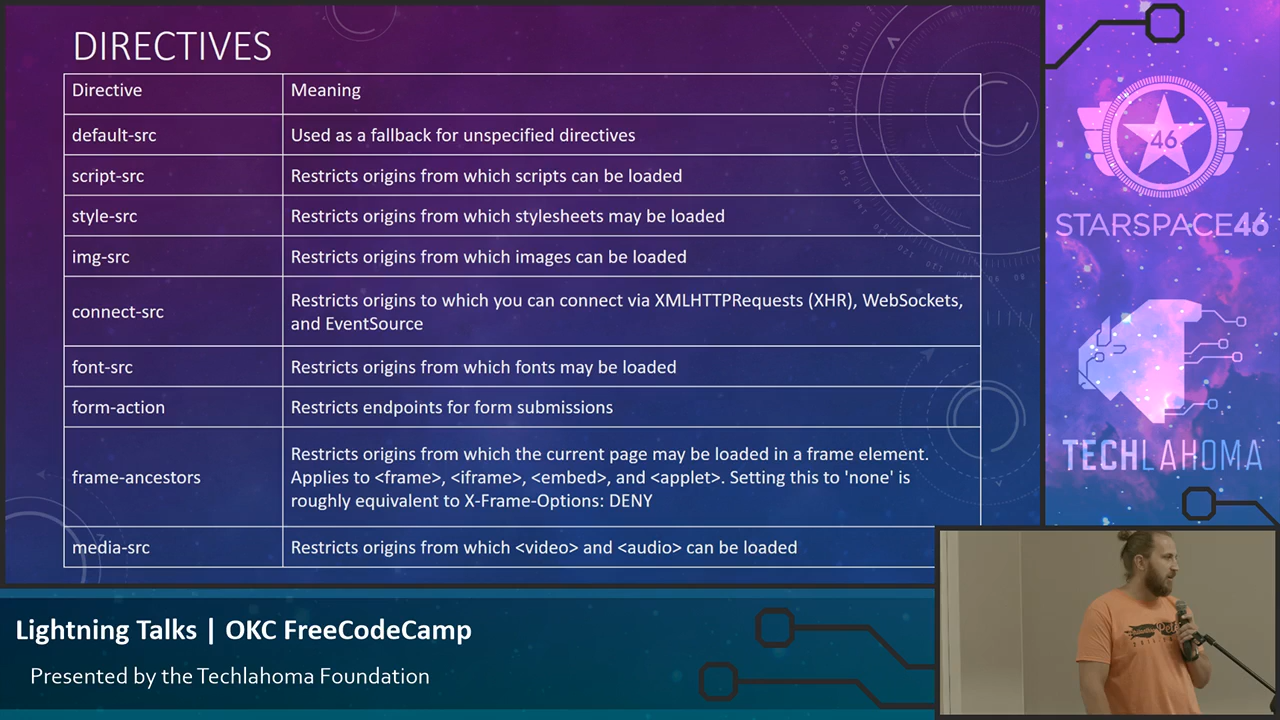 DIRECTIVES
Directive
Meaning
default-src
Used as a fallback for unspecified directives
script-src
Restricts origins from which scripts can be loaded
style-src
Restricts origins from which stylesheets may be loaded
img-src
Restricts origins from which images can be loaded
connect-src
Restricts origins to which you can connect via XMLHTTPRequests (XHR), WebSockets,
and EventSource
font-src
Restricts origins from which fonts may be loaded
form-action
Restricts endpoints for form submissions
frame-ancestors
Restricts origins from which the current page may be loaded in a frame element.
Applies to <frame>, <iframe>, <embed>, and <applet>. Setting this to 'none' is
roughly equivalent to X-Frame-Options: DENY
media-src
Restricts origins from which <video> and <audio> can be loaded
46
STARSPACE46
TECHLAHOMA
Lightning Talks | OKC FreeCodeCamp
Presented by the Techlahoma Foundation